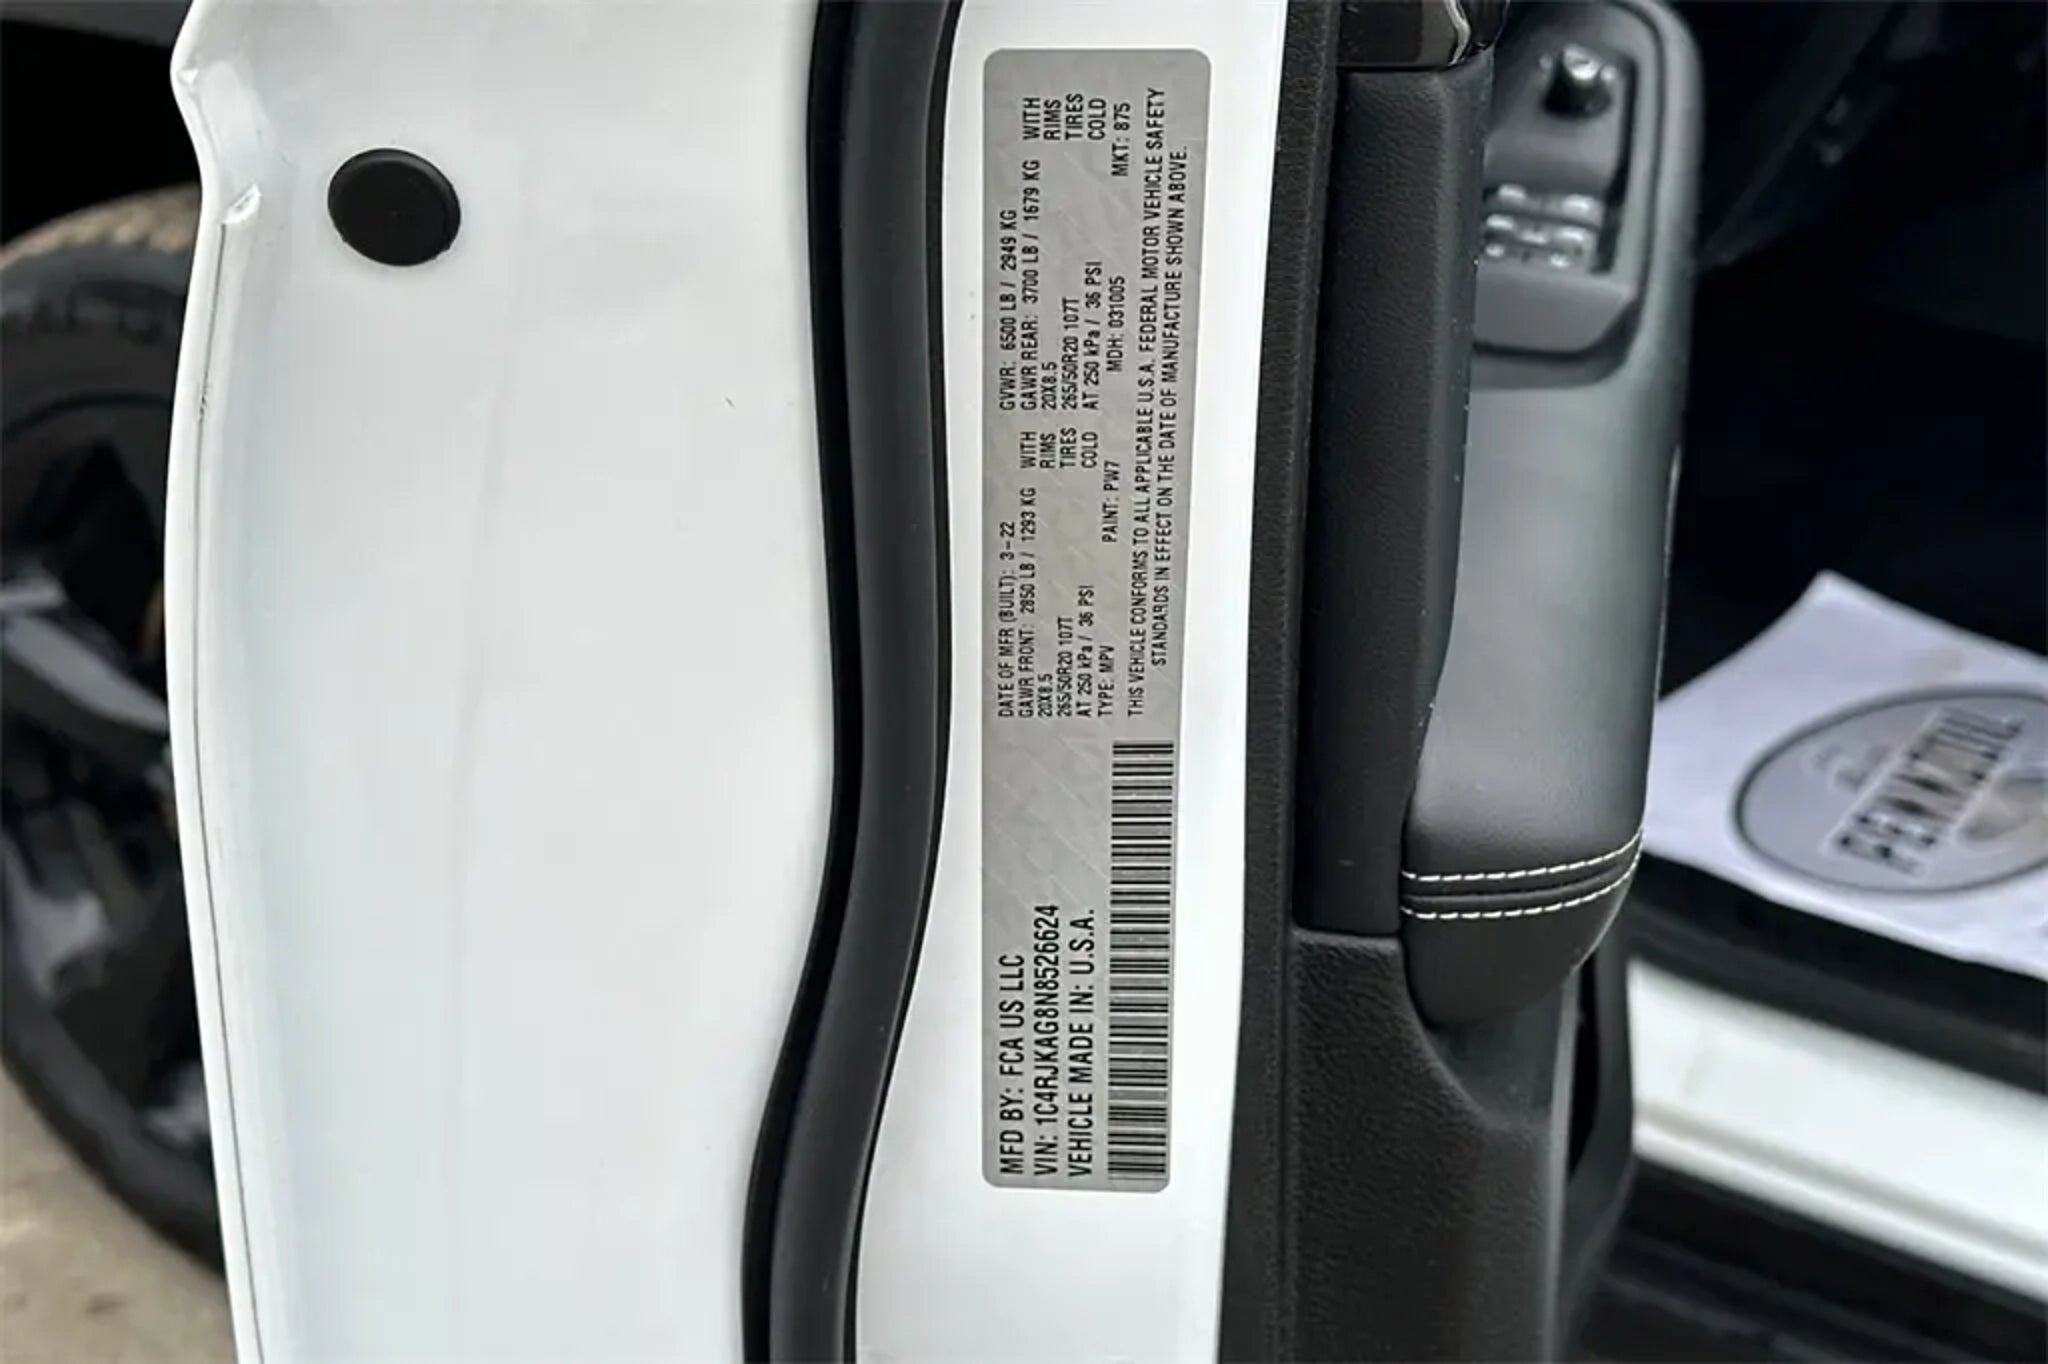 MFD BY: FCA US LLC
VIN: 1C4RJKAG8N8526624
VEHICLE MADE IN: U.S.A.
DATE OF MFR (BUILT): 3-22 GVWR: 6500 LB / 2949 KG
GAWR FRONT: 2850 LB / 1293 KG WITH GAWR REAR: 3700 LB / 1679 KG WITH
20X8.5 RIMS 20X8.5 RIMS
265/50R20 107T TIRES 265/50R20 107T TIRES
AT 250 kPa / 36 PSI COLD AT 250 kPa / 36 PSI COLD
TYPE: MPV PAINT: PW7 MDH: 031005 MKT: 875
THIS VEHICLE CONFORMS TO ALL APPLICABLE U.S.A. FEDERAL MOTOR VEHICLE SAFETY
STANDARDS IN EFFECT ON THE DATE OF MANUFACTURE SHOWN ABOVE.
PENNZOIL